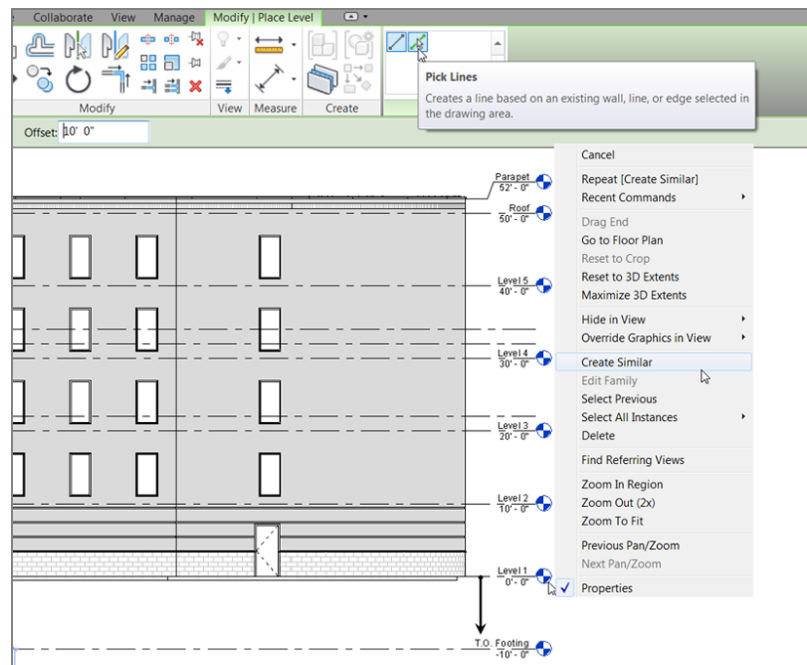 Collaborate View Manage Modify | Place Level
Modify View Measure Create
Pick Lines
Creates a line based on an existing wall, line, or edge selected in
the drawing area.
Offset: 10' 0"
Cancel
Repeat [Create Similar]
Recent Commands
Drag End
Go to Floor Plan
Reset to Crop
Reset to 3D Extents
Maximize 3D Extents
Hide in View
Override Graphics in View
Create Similar
Edit Family
Select Previous
Select All Instances
Delete
Find Referring Views
Zoom In Region
Zoom Out (2x)
Zoom To Fit
Previous Pan/Zoom
Next Pan/Zoom
Properties
Parapet
52' - 0"
Roof
50' - 0"
Level 5
40' - 0"
Level 4
30' - 0"
Level 3
20' - 0"
Level 2
10' - 0"
Level 1
0' - 0"
T.O. Footing
-10' - 0"